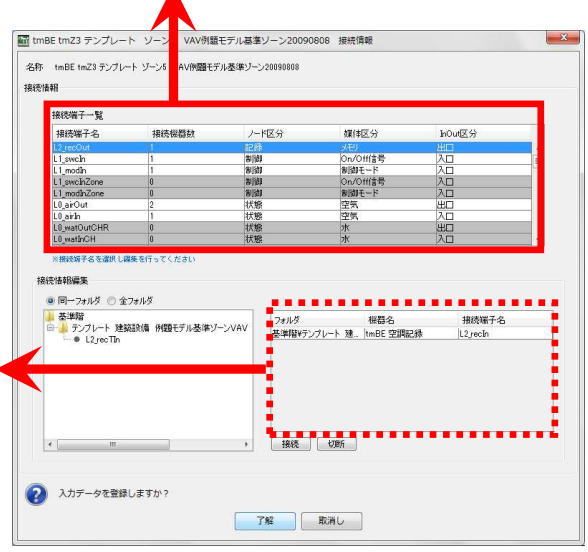 tmBE tmZ3 テンプレート ゾーン VAV例題モデル基準ゾーン20090808 接続情報
名称 tmBE tmZ3 テンプレート ゾーン5 VAV例題モデル基準ゾーン20090808
接続情報
接続端子一覧
接続端子名 接続機器数 ノード区分 媒体区分 InOut区分
L2_recOut 1 記録 メモリ 出口
L1_swcIn 1 制御 On/Off信号 入口
L1_modIn 1 制御 制御モード 入口
L1_swcInZone 0 制御 On/Off信号 入口
L1_modInZone 0 制御 制御モード 入口
L0_airOut 2 状態 空気 出口
L0_airIn 1 状態 空気 入口
L0_watOutCHR 0 状態 水 出口
L0_watInCH 0 状態 水 入口
※接続端子名を選択し編集を行ってください
接続情報編集
同一フォルダ 全フォルダ
基準階
テンプレート 建築設備 例題モデル基準ゾーンVAV
L2_recTIn
フォルダ 機器名 接続端子名
基準階¥テンプレート 建... tmBE 空調記録 L2_recIn
接続 切断
入力データを登録しますか？
了解 取消し